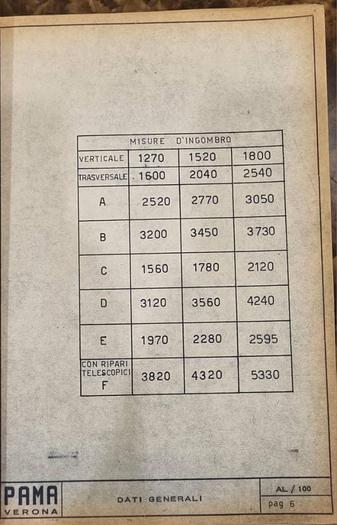 MISURE D'INGOMBRO
VERTICALE 1270 1520 1800
TRASVERSALE 1600 2040 2540
A 2520 2770 3050
B 3200 3450 3730
C 1560 1780 2120
D 3120 3560 4240
E 1970 2280 2595
CON RIPARI
TELESCOPICI
F 3820 4320 5330
PAMA
VERONA
DATI GENERALI
AL / 100
pag 6